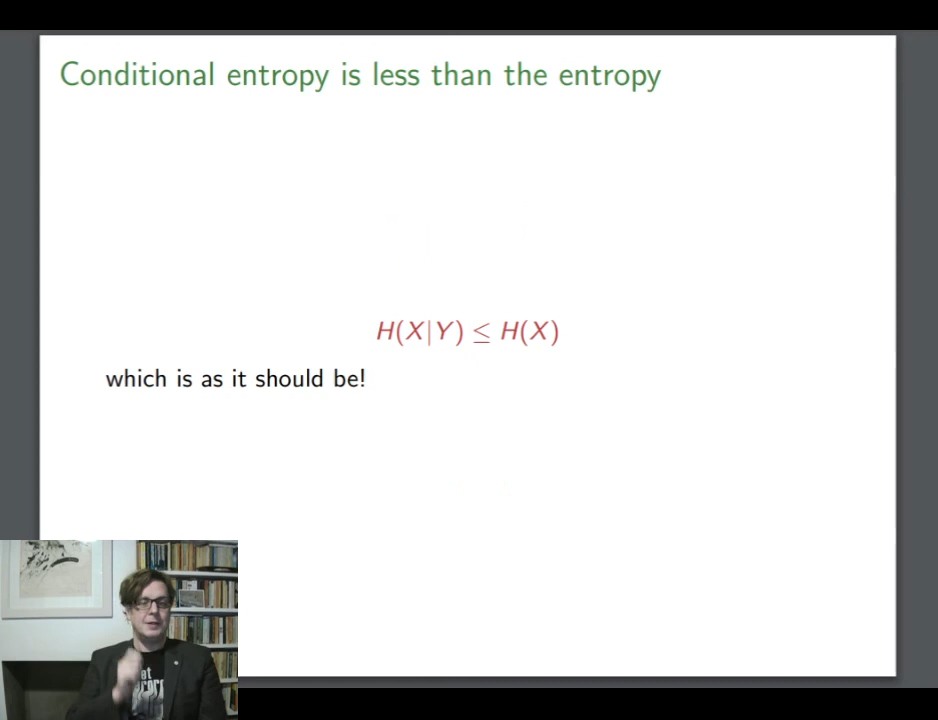 Conditional entropy is less than the entropy
H(X|Y) ≤ H(X)
which is as it should be!